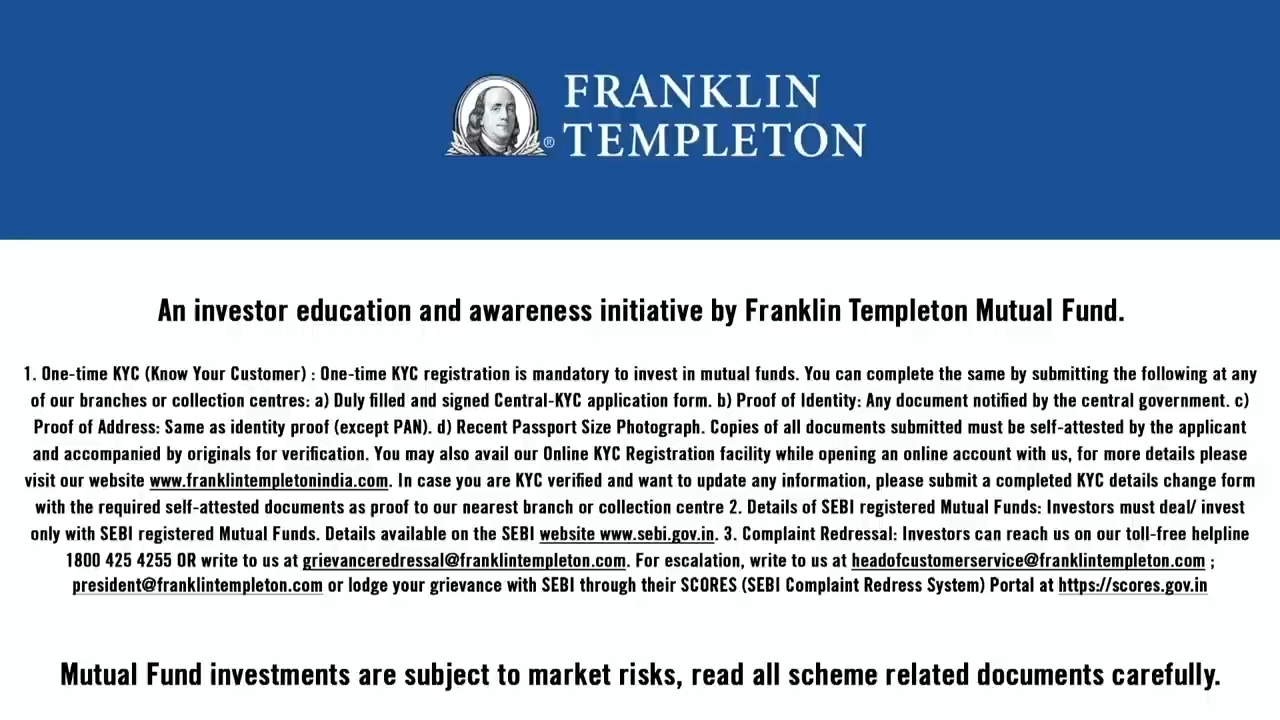 FRANKLIN
TEMPLETON
®
An investor education and awareness initiative by Franklin Templeton Mutual Fund.
1. One-time KYC (Know Your Customer) : One-time KYC registration is mandatory to invest in mutual funds. You can complete the same by submitting the following at any
of our branches or collection centres: a) Duly filled and signed Central-KYC application form. b) Proof of Identity: Any document notified by the central government. c)
Proof of Address: Same as identity proof (except PAN). d) Recent Passport Size Photograph. Copies of all documents submitted must be self-attested by the applicant
and accompanied by originals for verification. You may also avail our Online KYC Registration facility while opening an online account with us, for more details please
visit our website www.franklintempletonindia.com. In case you are KYC verified and want to update any information, please submit a completed KYC details change form
with the required self-attested documents as proof to our nearest branch or collection centre 2. Details of SEBI registered Mutual Funds: Investors must deal/ invest
only with SEBI registered Mutual Funds. Details available on the SEBI website www.sebi.gov.in. 3. Complaint Redressal: Investors can reach us on our toll-free helpline
1800 425 4255 OR write to us at grievanceredressal@franklintempleton.com. For escalation, write to us at headofcustomerservice@franklintempleton.com ;
president@franklintempleton.com or lodge your grievance with SEBI through their SCORES (SEBI Complaint Redress System) Portal at https://scores.gov.in
Mutual Fund investments are subject to market risks, read all scheme related documents carefully.